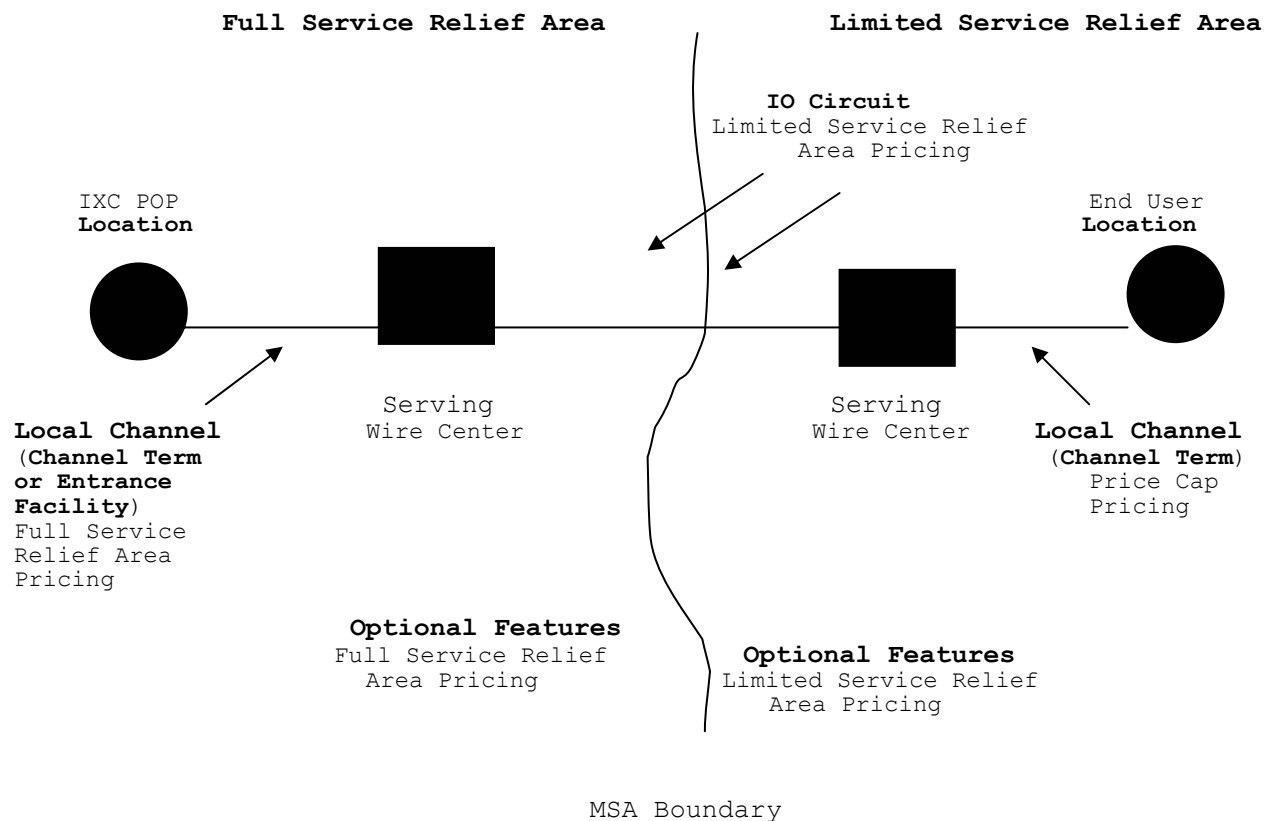 Full Service Relief Area
Limited Service Relief Area
IO Circuit
Limited Service Relief
Area Pricing
IXC POP
Location
End User
Location
Serving
Wire Center
Serving
Wire Center
Local Channel
(Channel Term
or Entrance
Facility)
Full Service
Relief Area
Pricing
Local Channel
(Channel Term)
Price Cap
Pricing
Optional Features
Full Service Relief
Area Pricing
Optional Features
Limited Service Relief
Area Pricing
MSA Boundary